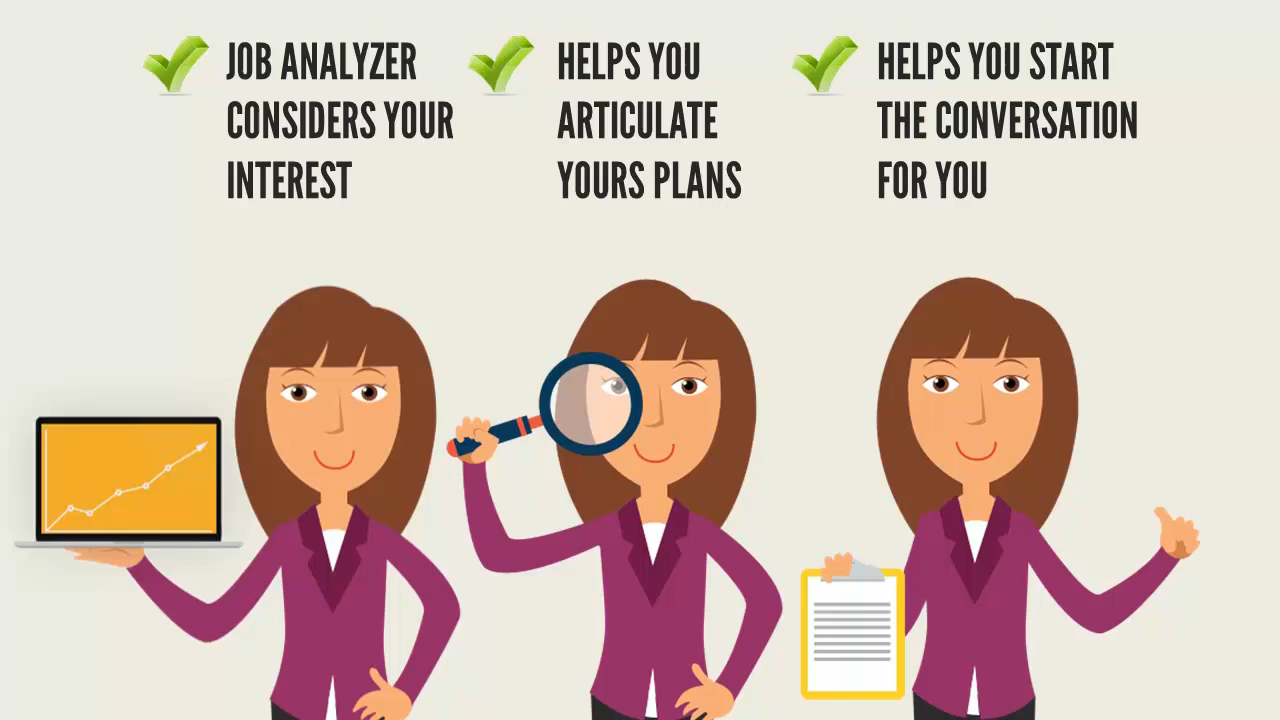 JOB ANALYZER
CONSIDERS YOUR
INTEREST
HELPS YOU
ARTICULATE
YOURS PLANS
HELPS YOU START
THE CONVERSATION
FOR YOU